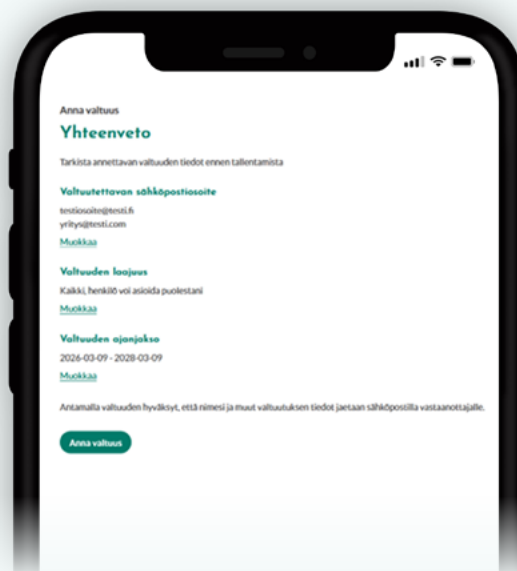 Anna valtuus
Yhteenveto
Tarkista annettavan valtuuden tiedot ennen tallentamista
Valtuutettavan sähköpostiosoite
testiosoite@testi.fi
yritys@testi.com
Muokkaa
Valtuuden laajuus
Kaikki, henkilö voi asioida puolestani
Muokkaa
Valtuuden ajanjakso
2026-03-09 - 2028-03-09
Muokkaa
Antamalla valtuuden hyväksyt, että nimesi ja muut valtuutuksen tiedot jaetaan sähköpostilla vastaanottajalle.
Anna valtuus